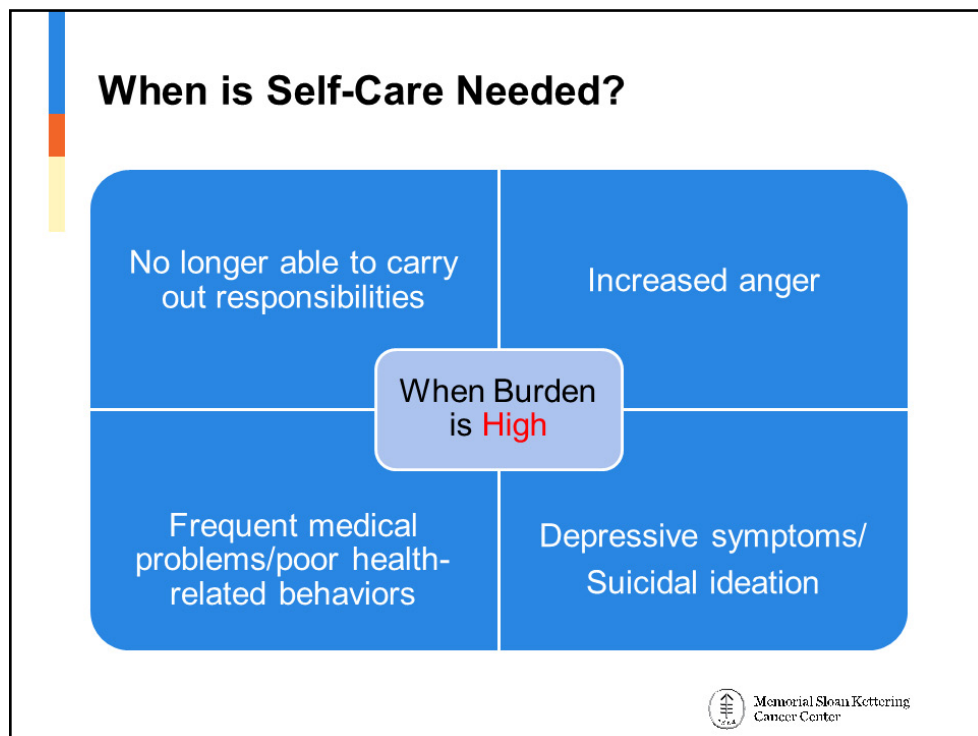 When is Self-Care Needed?
No longer able to carry
out responsibilities
Increased anger
When Burden
is High
Frequent medical
problems/poor health-
related behaviors
Depressive symptoms/
Suicidal ideation
Memorial Sloan Kettering
Cancer Center